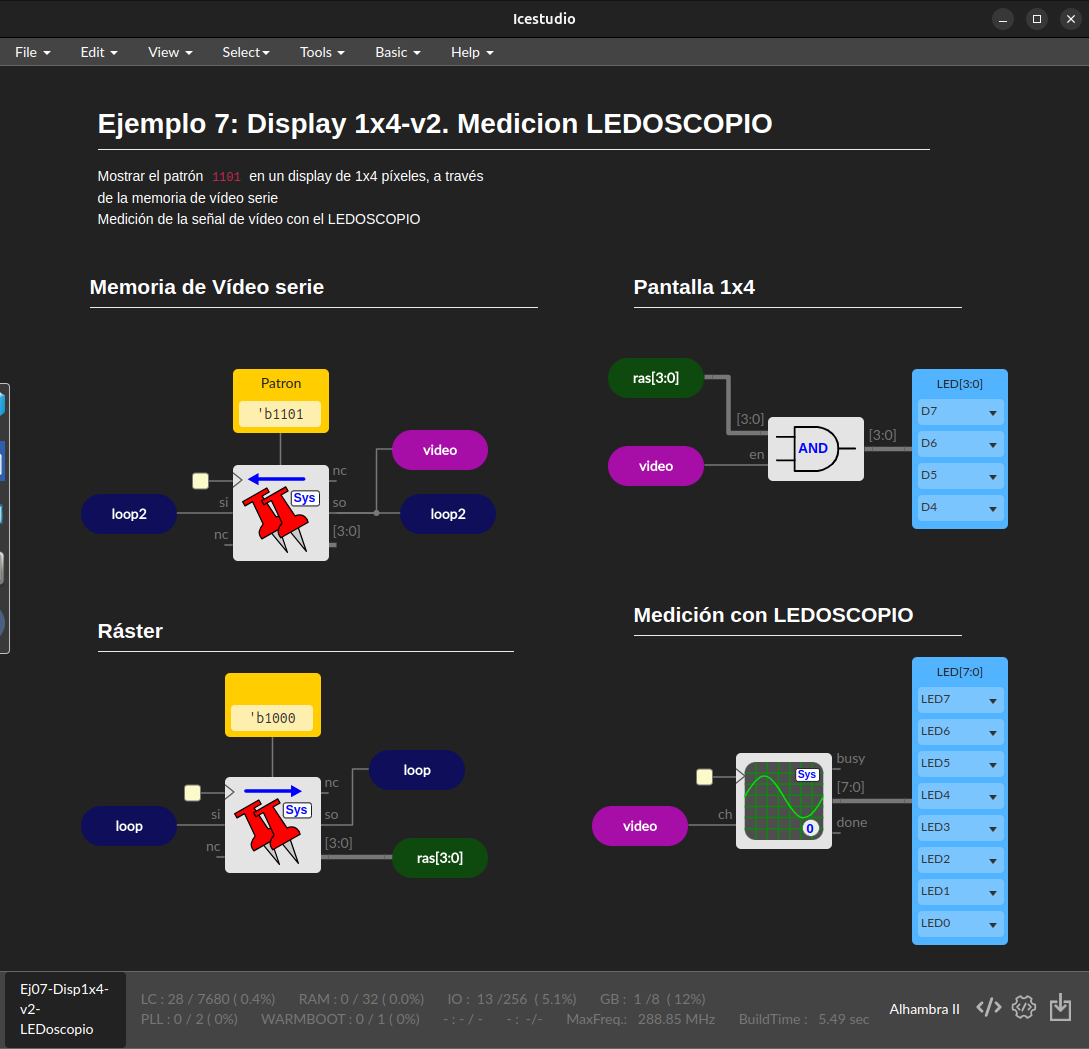 Icestudio
File Edit View Select Tools Basic Help
Ejemplo 7: Display 1x4-v2. Medicion LEDOSCOPIO
Mostrar el patrón 1101 en un display de 1x4 píxeles, a través
de la memoria de vídeo serie
Medición de la señal de vídeo con el LEDOSCOPIO
Memoria de Vídeo serie
Patron
'b1101
video
nc
Sys
loop2
si
so
loop2
nc
[3:0]
Pantalla 1x4
ras[3:0]
[3:0]
video
en
AND
[3:0]
LED[3:0]
D7
D6
D5
D4
Ráster
'b1000
nc
loop
Sys
loop
si
so
nc
[3:0]
ras[3:0]
Medición con LEDOSCOPIO
LED[7:0]
LED7
LED6
LED5
LED4
LED3
LED2
LED1
LED0
busy
Sys
[7:0]
video
ch
0
done
Ej07-Disp1x4-
v2-
LEDoscopio
LC : 28 / 7680 ( 0.4%) RAM : 0 / 32 ( 0.0%) IO : 13 /256 ( 5.1%) GB : 1 /8 ( 12%)
PLL : 0 / 2 ( 0%) WARMBOOT : 0 / 1 ( 0%) - : - / - - : -/- MaxFreq.: 288.85 MHz BuildTime : 5.49 sec
Alhambra II